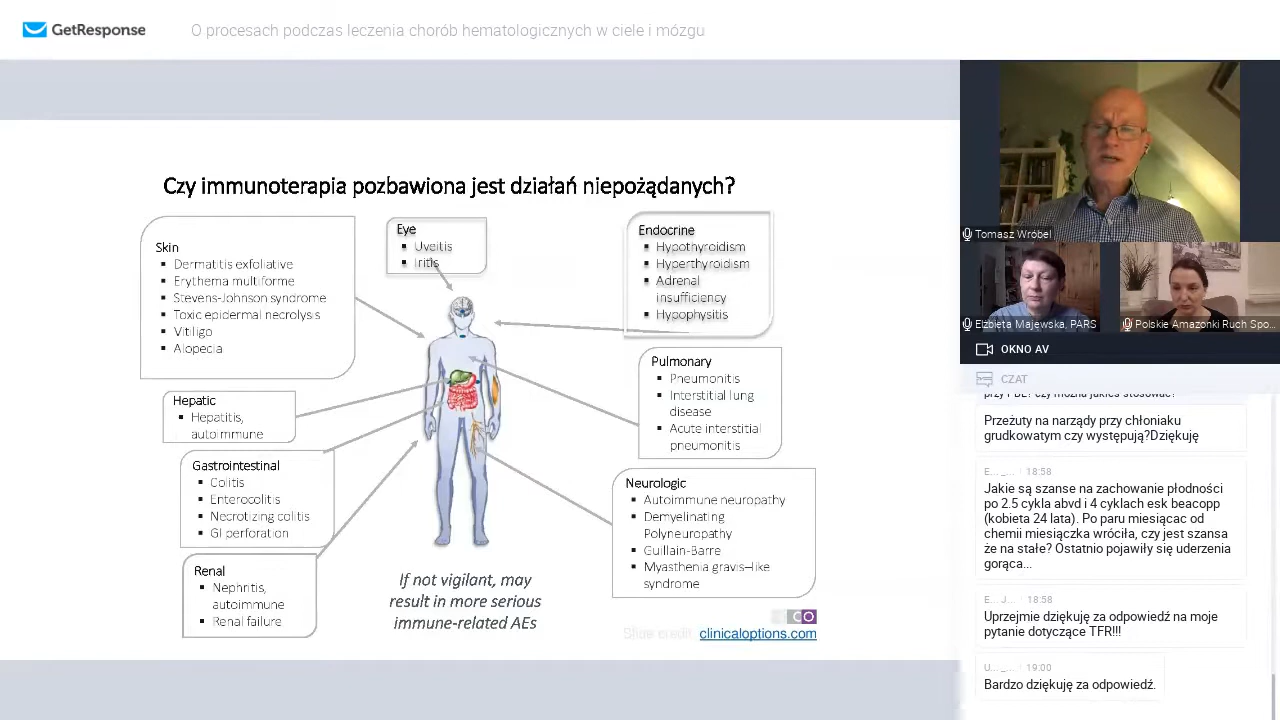 GetResponse
O procesach podczas leczenia chorób hematologicznych w ciele i mózgu
Czy immunoterapia pozbawiona jest działań niepożądanych?
Skin
▪ Dermatitis exfoliative
▪ Erythema multiforme
▪ Stevens-Johnson syndrome
▪ Toxic epidermal necrolysis
▪ Vitiligo
▪ Alopecia
Eye
▪ Uveitis
▪ Iritis
Endocrine
▪ Hypothyroidism
▪ Hyperthyroidism
▪ Adrenal
insufficiency
▪ Hypophysitis
Hepatic
▪ Hepatitis,
autoimmune
Pulmonary
▪ Pneumonitis
▪ Interstitial lung
disease
▪ Acute interstitial
pneumonitis
Gastrointestinal
▪ Colitis
▪ Enterocolitis
▪ Necrotizing colitis
▪ GI perforation
Neurologic
▪ Autoimmune neuropathy
▪ Demyelinating
Polyneuropathy
▪ Guillain-Barre
▪ Myasthenia gravis–like
syndrome
Renal
▪ Nephritis,
autoimmune
▪ Renal failure
If not vigilant, may
result in more serious
immune-related AEs
CO
Slide credit: clinicaloptions.com
Tomasz Wróbel
Elżbieta Majewska, PARS
Polskie Amazonki Ruch Spo...
OKNO AV
CZAT
Przeżuty na narządy przy chłoniaku
grudkowatym czy występują?Dziękuję
18:58
Jakie są szanse na zachowanie płodności
po 2.5 cykla abvd i 4 cyklach esk beacopp
(kobieta 24 lata). Po paru miesiącac od
chemii miesiączka wróciła, czy jest szansa
że na stałe? Ostatnio pojawiły się uderzenia
gorąca...
E... J... 18:58
Uprzejmie dziękuję za odpowiedź na moje
pytanie dotyczące TFR!!!
19:00
Bardzo dziękuję za odpowiedź.